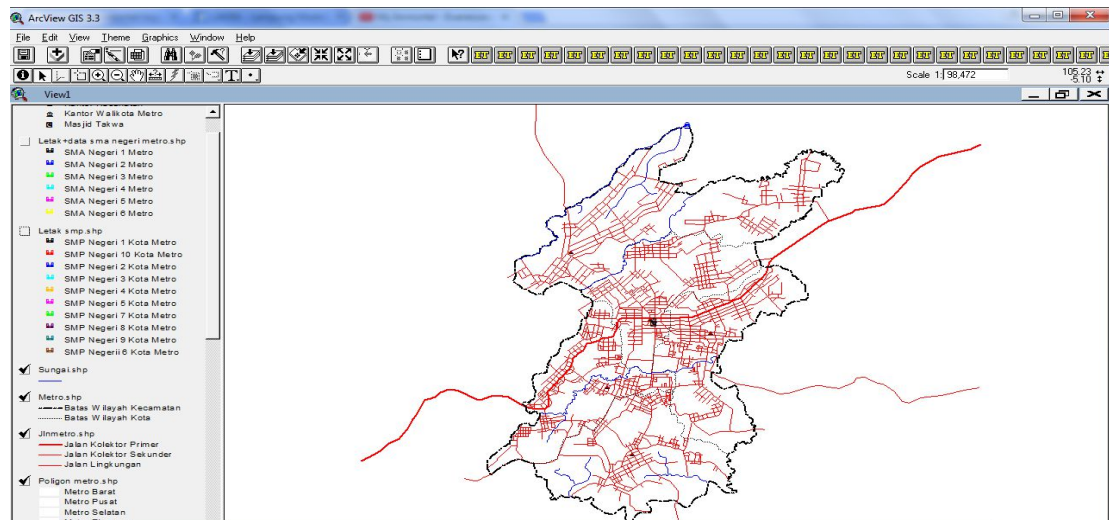 ArcView GIS 3.3
File Edit View Theme Graphics Window Help
Scale 1: 98,472
105.23
-5.10
View1
Kantor Walikota Metro
Masjid Takwa
Letak+data sma negeri metro.shp
SMA Negeri 1 Metro
SMA Negeri 2 Metro
SMA Negeri 3 Metro
SMA Negeri 4 Metro
SMA Negeri 5 Metro
SMA Negeri 6 Metro
Letak smp.shp
SMP Negeri 1 Kota Metro
SMP Negeri 10 Kota Metro
SMP Negeri 2 Kota Metro
SMP Negeri 3 Kota Metro
SMP Negeri 4 Kota Metro
SMP Negeri 5 Kota Metro
SMP Negeri 7 Kota Metro
SMP Negeri 8 Kota Metro
SMP Negeri 9 Kota Metro
SMP Negerii 6 Kota Metro
Sungai.shp
Metro.shp
Batas Wilayah Kecamatan
Batas Wilayah Kota
Jlnmetro.shp
Jalan Kolektor Primer
Jalan Kolektor Sekunder
Jalan Lingkungan
Poligon metro.shp
Metro Barat
Metro Pusat
Metro Selatan